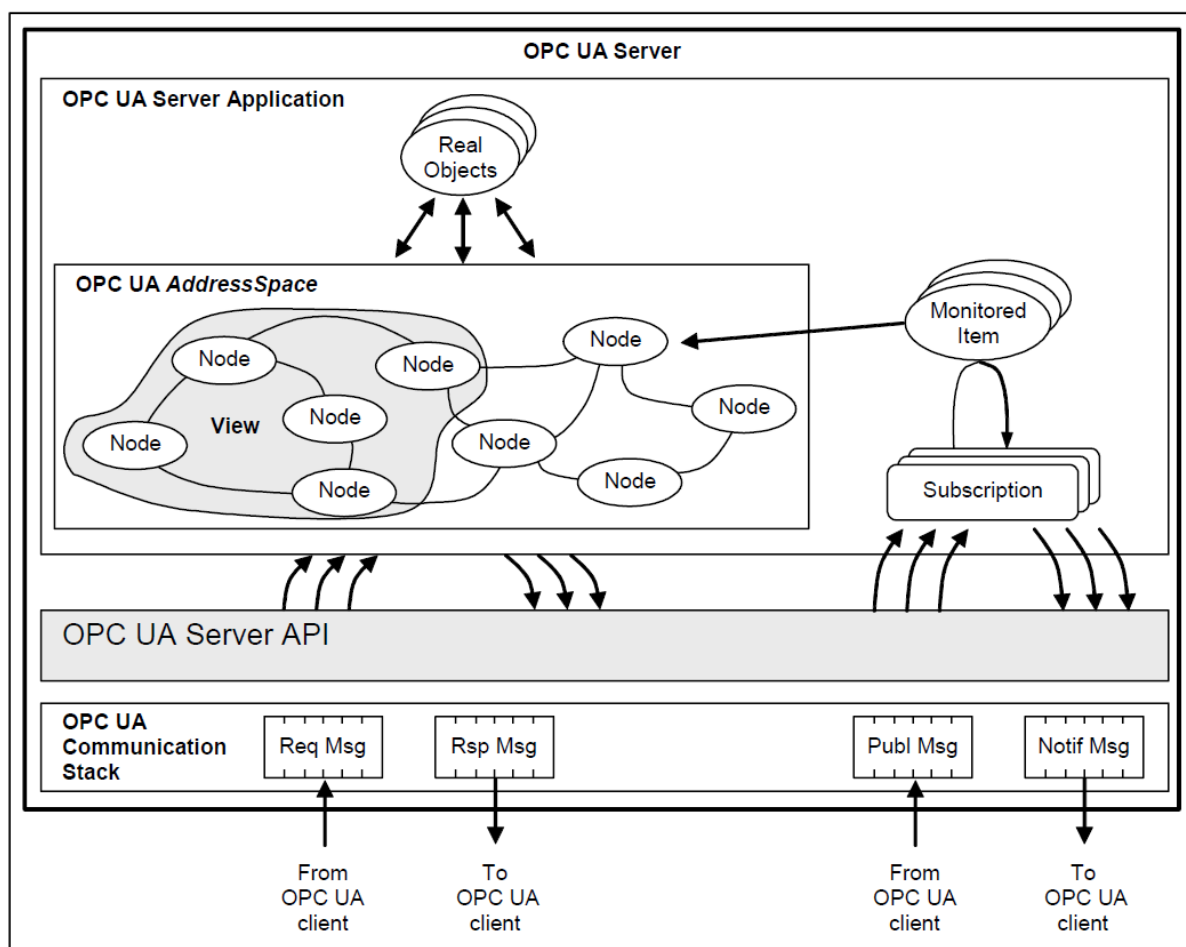 OPC UA Server
OPC UA Server Application
Real
Objects
OPC UA AddressSpace
Monitored
Item
Node
Node
Node
Node
Node
View
Node
Node
Node
Node
Subscription
OPC UA Server API
OPC UA
Communication
Stack
Req Msg
Rsp Msg
Publ Msg
Notif Msg
From
OPC UA
client
To
OPC UA
client
From
OPC UA
client
To
OPC UA
client